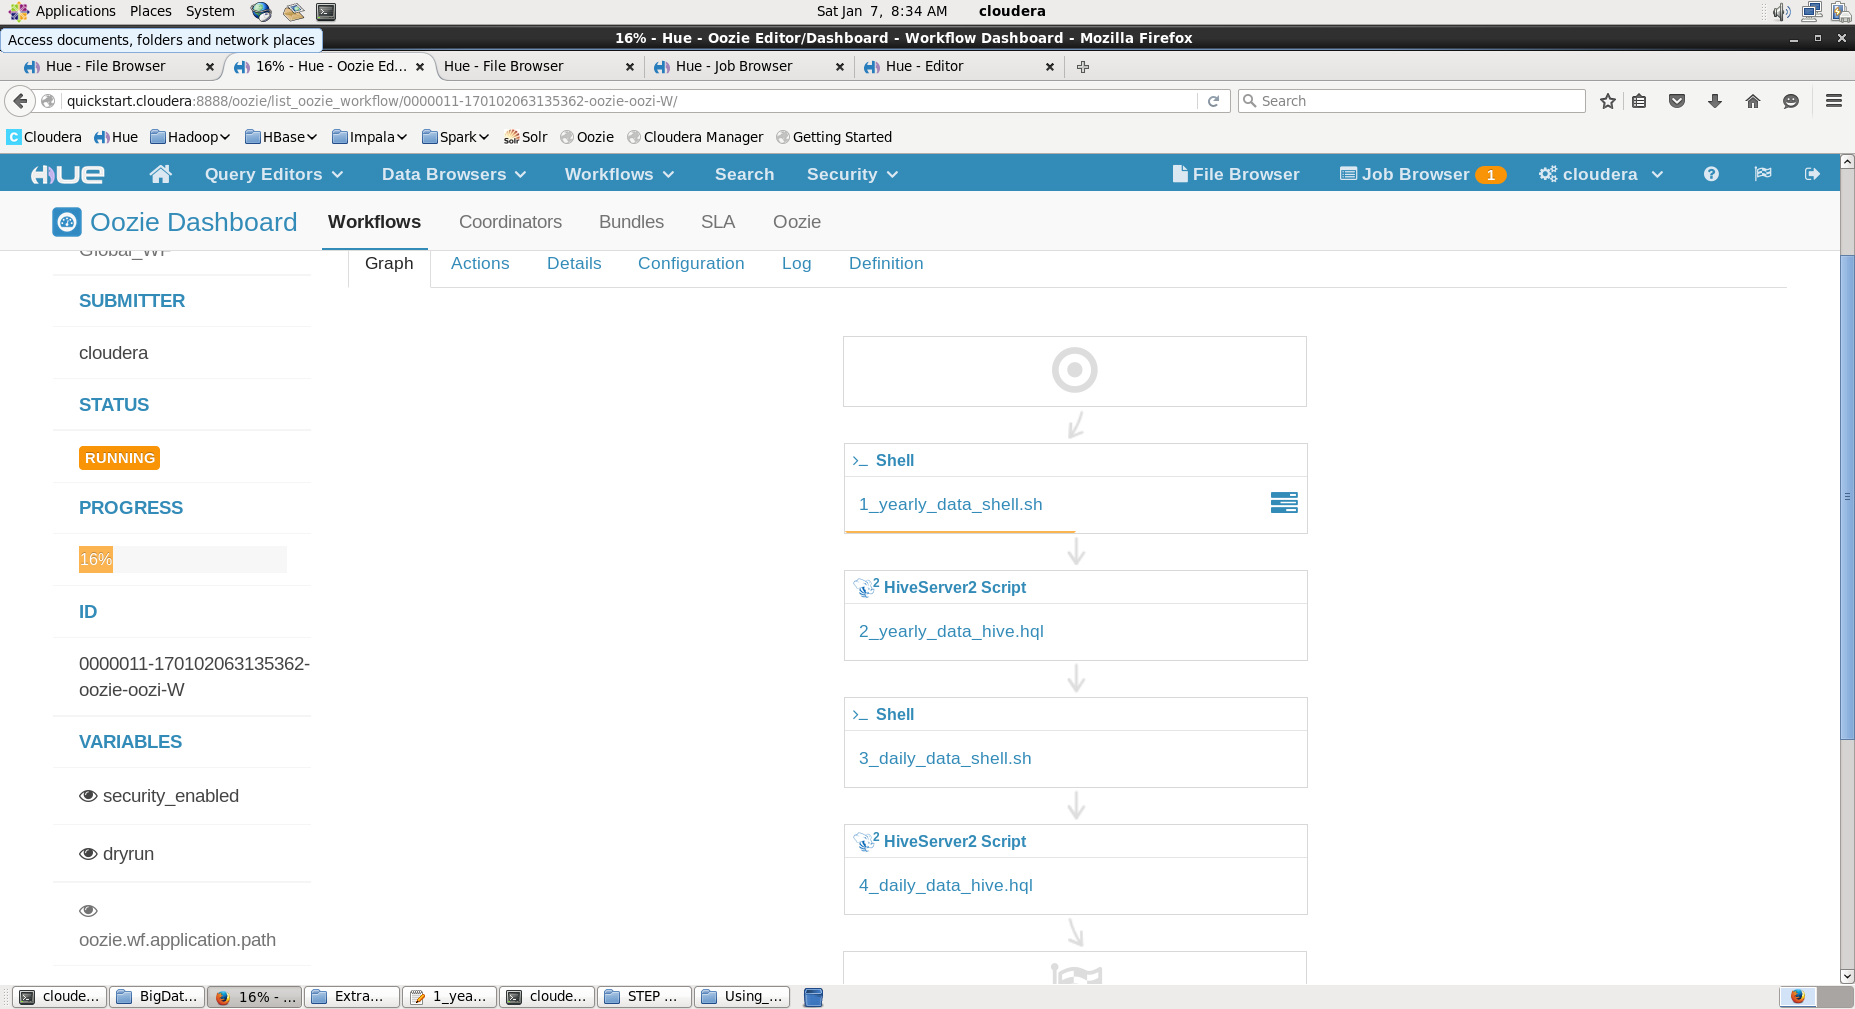 Applications Places System Sat Jan 7, 8:34 AM cloudera
Access documents, folders and network places
16% - Hue - Oozie Editor/Dashboard - Workflow Dashboard - Mozilla Firefox
Hue - File Browser 16% - Hue - Oozie Ed... Hue - File Browser Hue - Job Browser Hue - Editor
quickstart.cloudera:8888/oozie/list_oozie_workflow/0000011-170102063135362-oozie-oozi-W/ Search
Cloudera Hue Hadoop HBase Impala Spark Solr Oozie Cloudera Manager Getting Started
HUE Query Editors Data Browsers Workflows Search Security File Browser Job Browser 1 cloudera
Oozie Dashboard Workflows Coordinators Bundles SLA Oozie
Global_WF
Graph Actions Details Configuration Log Definition
SUBMITTER
cloudera
STATUS
RUNNING
PROGRESS
16%
ID
0000011-170102063135362-
oozie-oozi-W
VARIABLES
security_enabled
dryrun
oozie.wf.application.path
Shell
1_yearly_data_shell.sh
2 HiveServer2 Script
2_yearly_data_hive.hql
Shell
3_daily_data_shell.sh
2 HiveServer2 Script
4_daily_data_hive.hql
cloude... BigDat... 16% - ... Extra... 1_yea... cloude... STEP ... Using_...